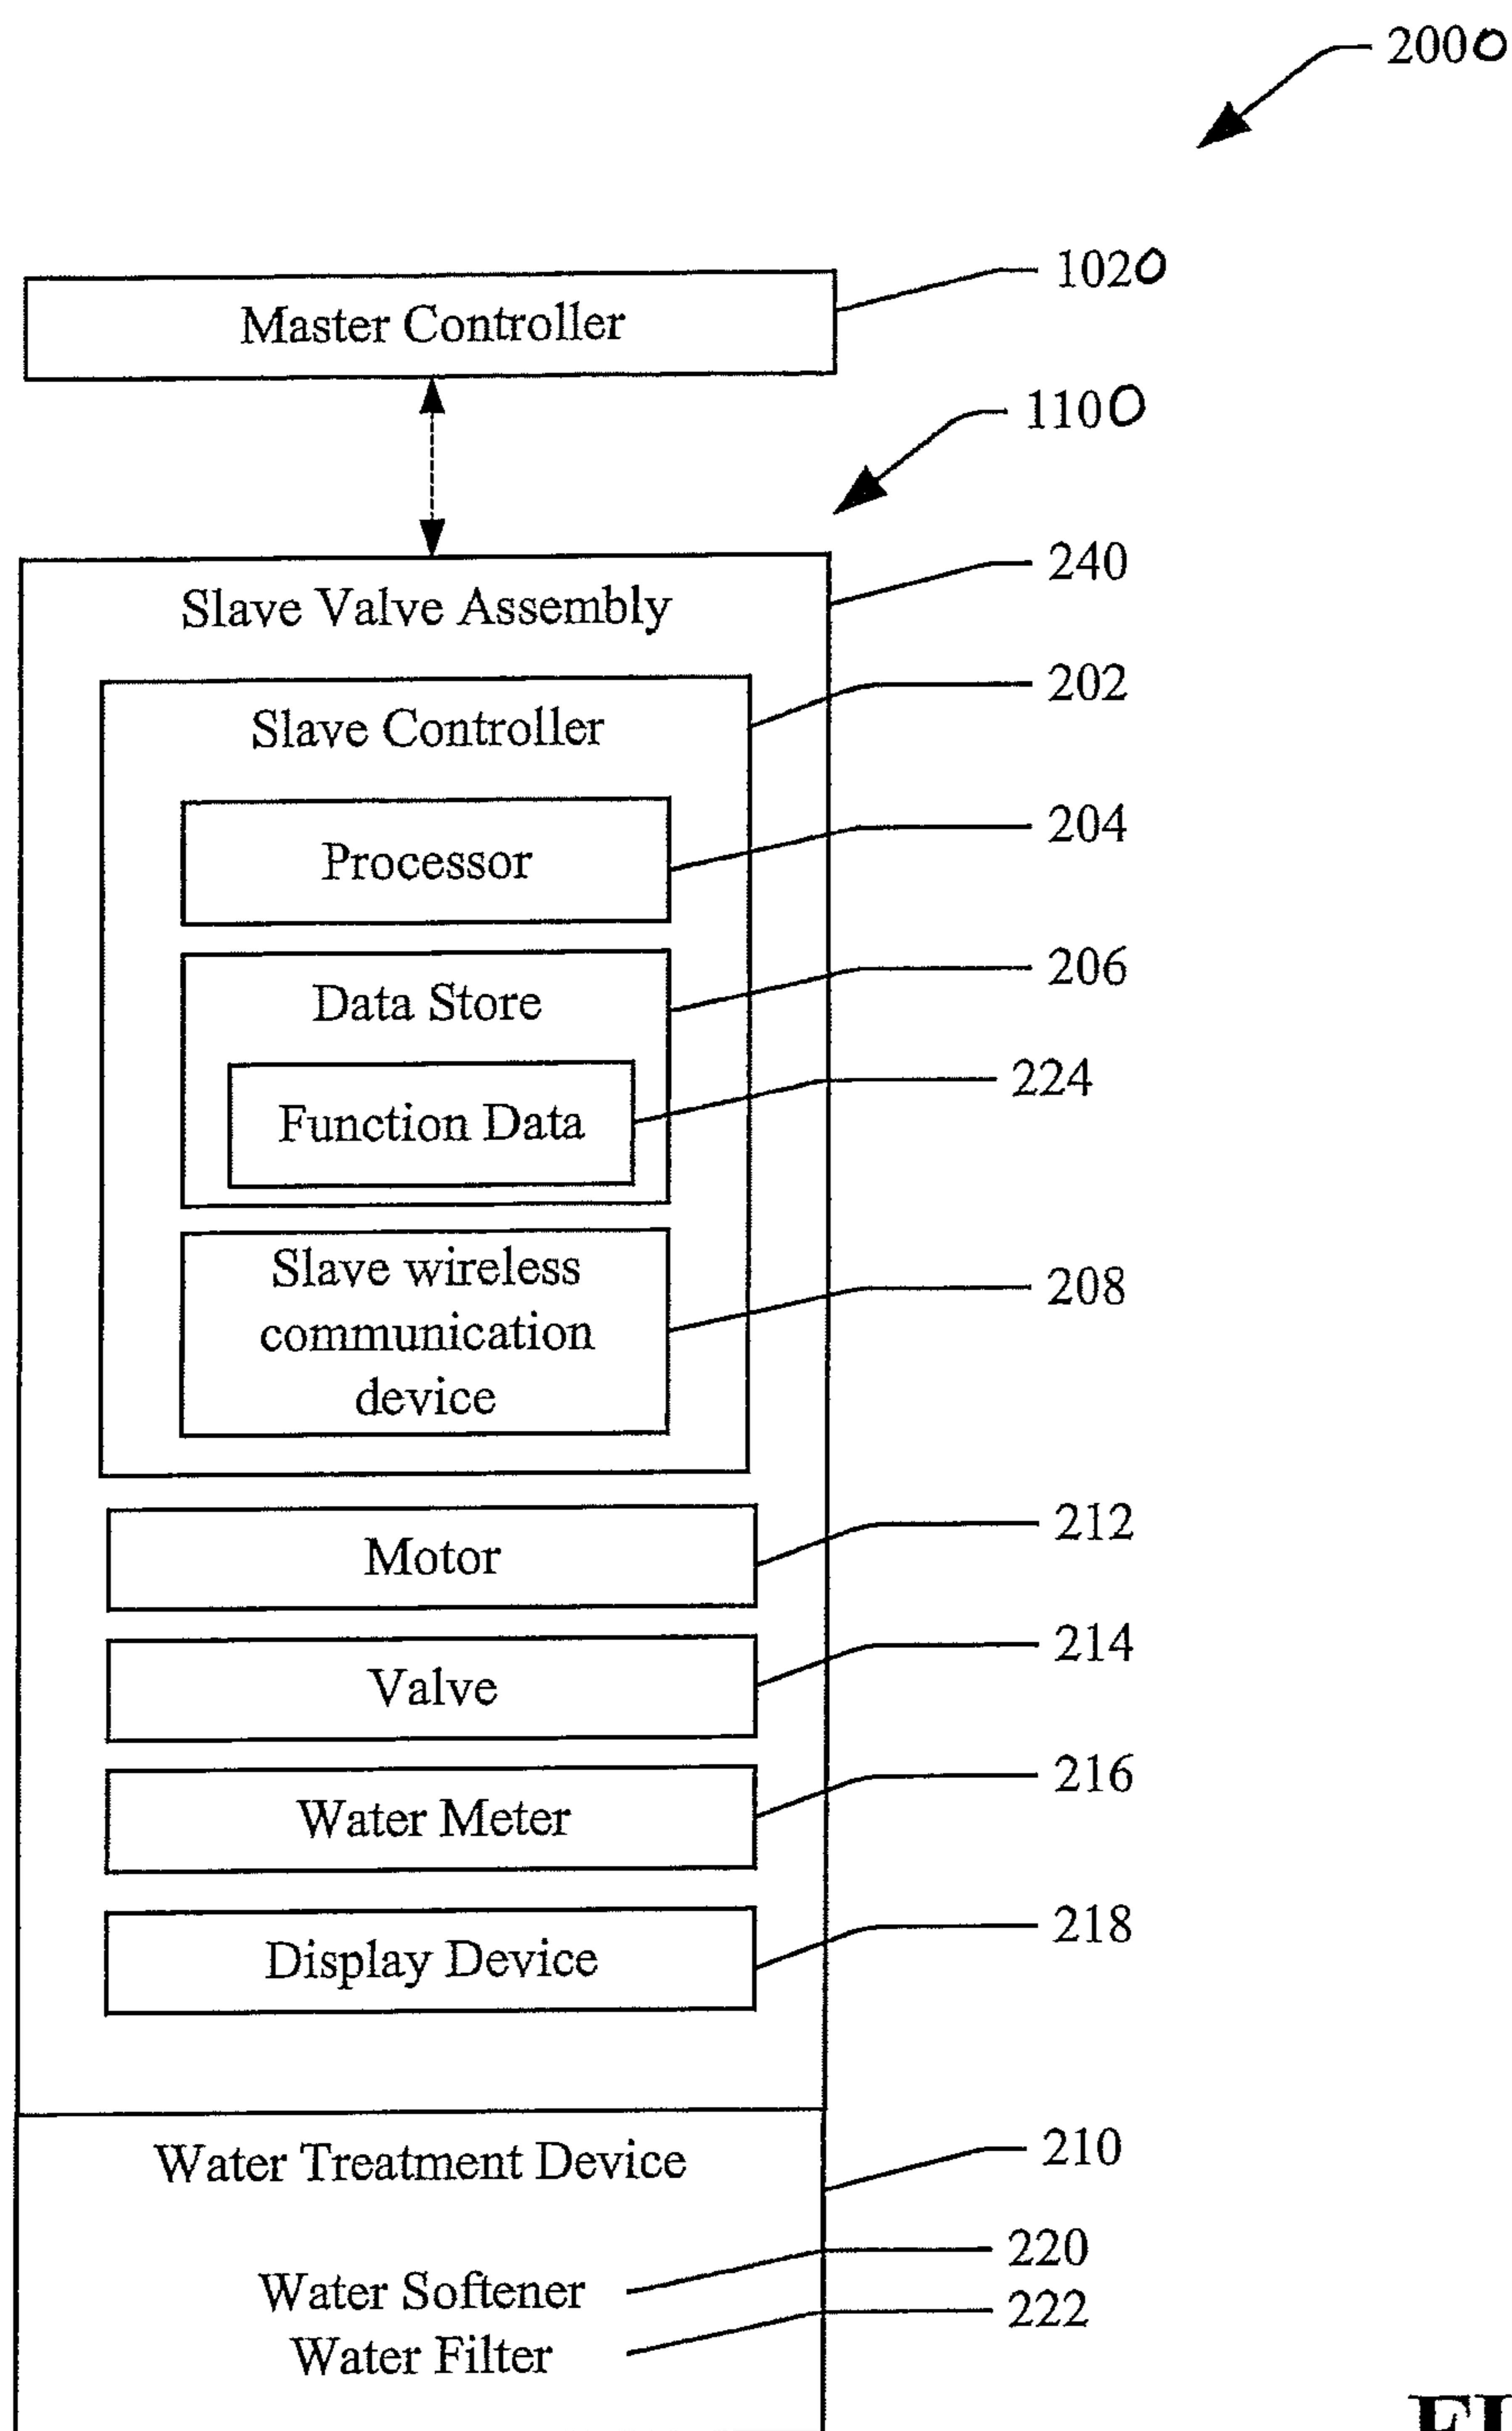 2000
Master Controller
1020
1100
240
Slave Valve Assembly
202
Slave Controller
204
Processor
206
Data Store
224
Function Data
Slave wireless
208
communication
device
212
Motor
214
Valve
216
Water Meter
218
Display Device
210
Water Treatment Device
220
Water Softener
222
Water Filter